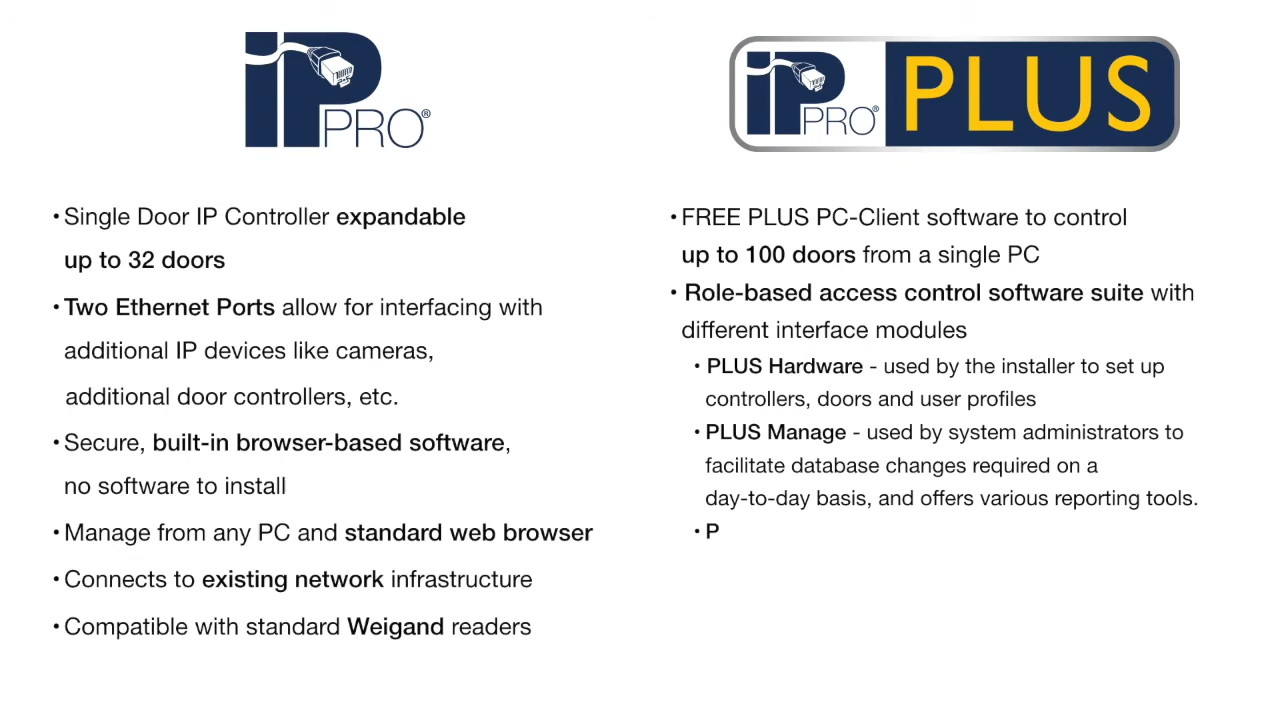 iP PRO®
• Single Door IP Controller expandable
up to 32 doors
• Two Ethernet Ports allow for interfacing with
additional IP devices like cameras,
additional door controllers, etc.
• Secure, built-in browser-based software,
no software to install
• Manage from any PC and standard web browser
• Connects to existing network infrastructure
• Compatible with standard Weigand readers
iP PRO® PLUS
• FREE PLUS PC-Client software to control
up to 100 doors from a single PC
• Role-based access control software suite with
different interface modules
• PLUS Hardware - used by the installer to set up
controllers, doors and user profiles
• PLUS Manage - used by system administrators to
facilitate database changes required on a
day-to-day basis, and offers various reporting tools.
• P